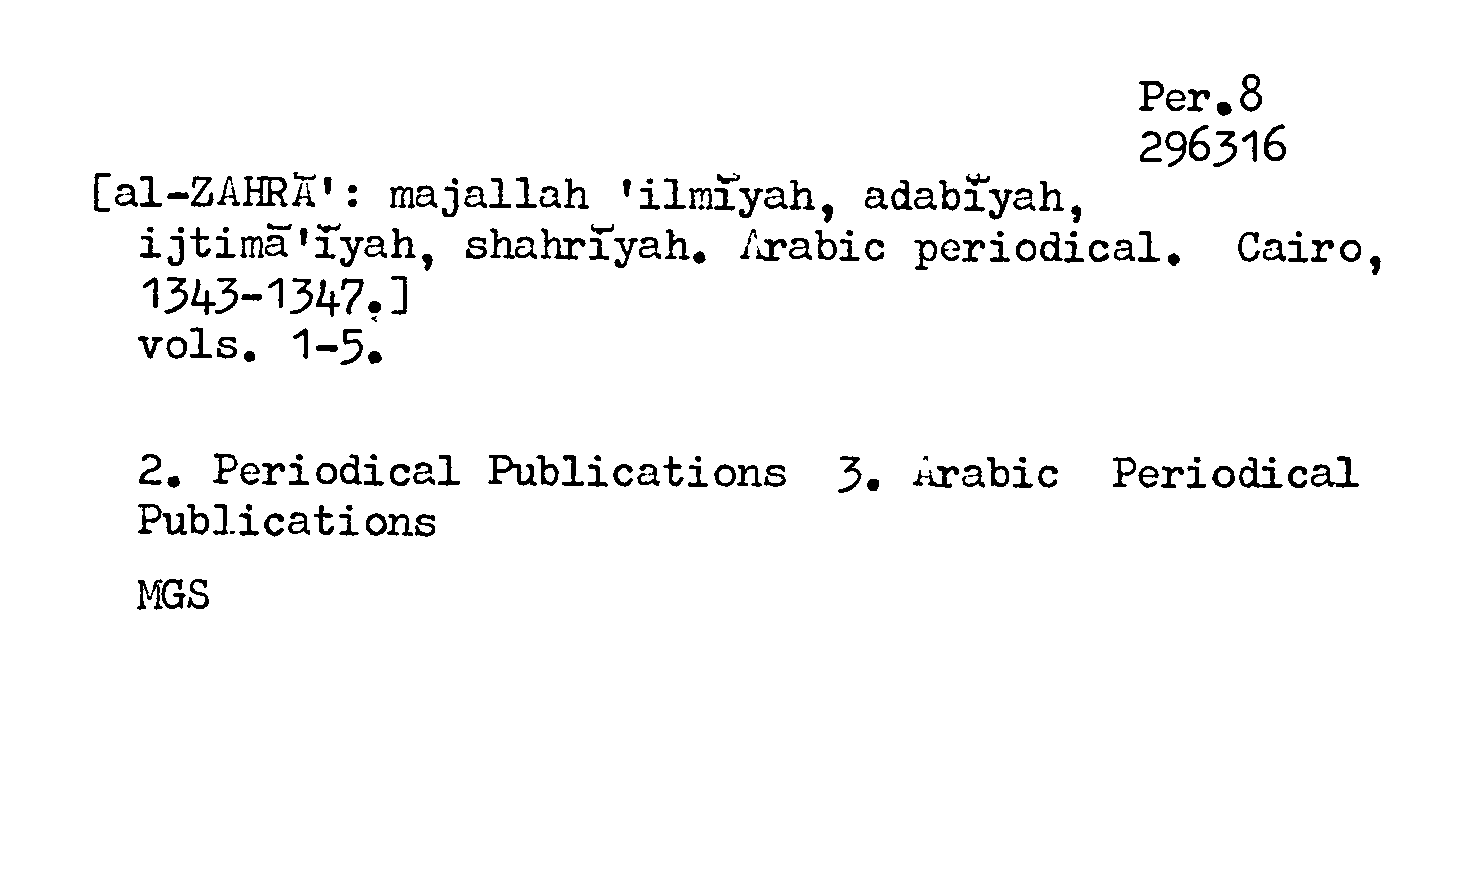 Per.8
296316
[al-ZAHRĀ': majallah 'ilmīyah, adabīyah,
ijtimā'īyah, shahrīyah. Arabic periodical. Cairo,
1343-1347.]
vols. 1-5.
2. Periodical Publications 3. Arabic Periodical
Publications
MGS